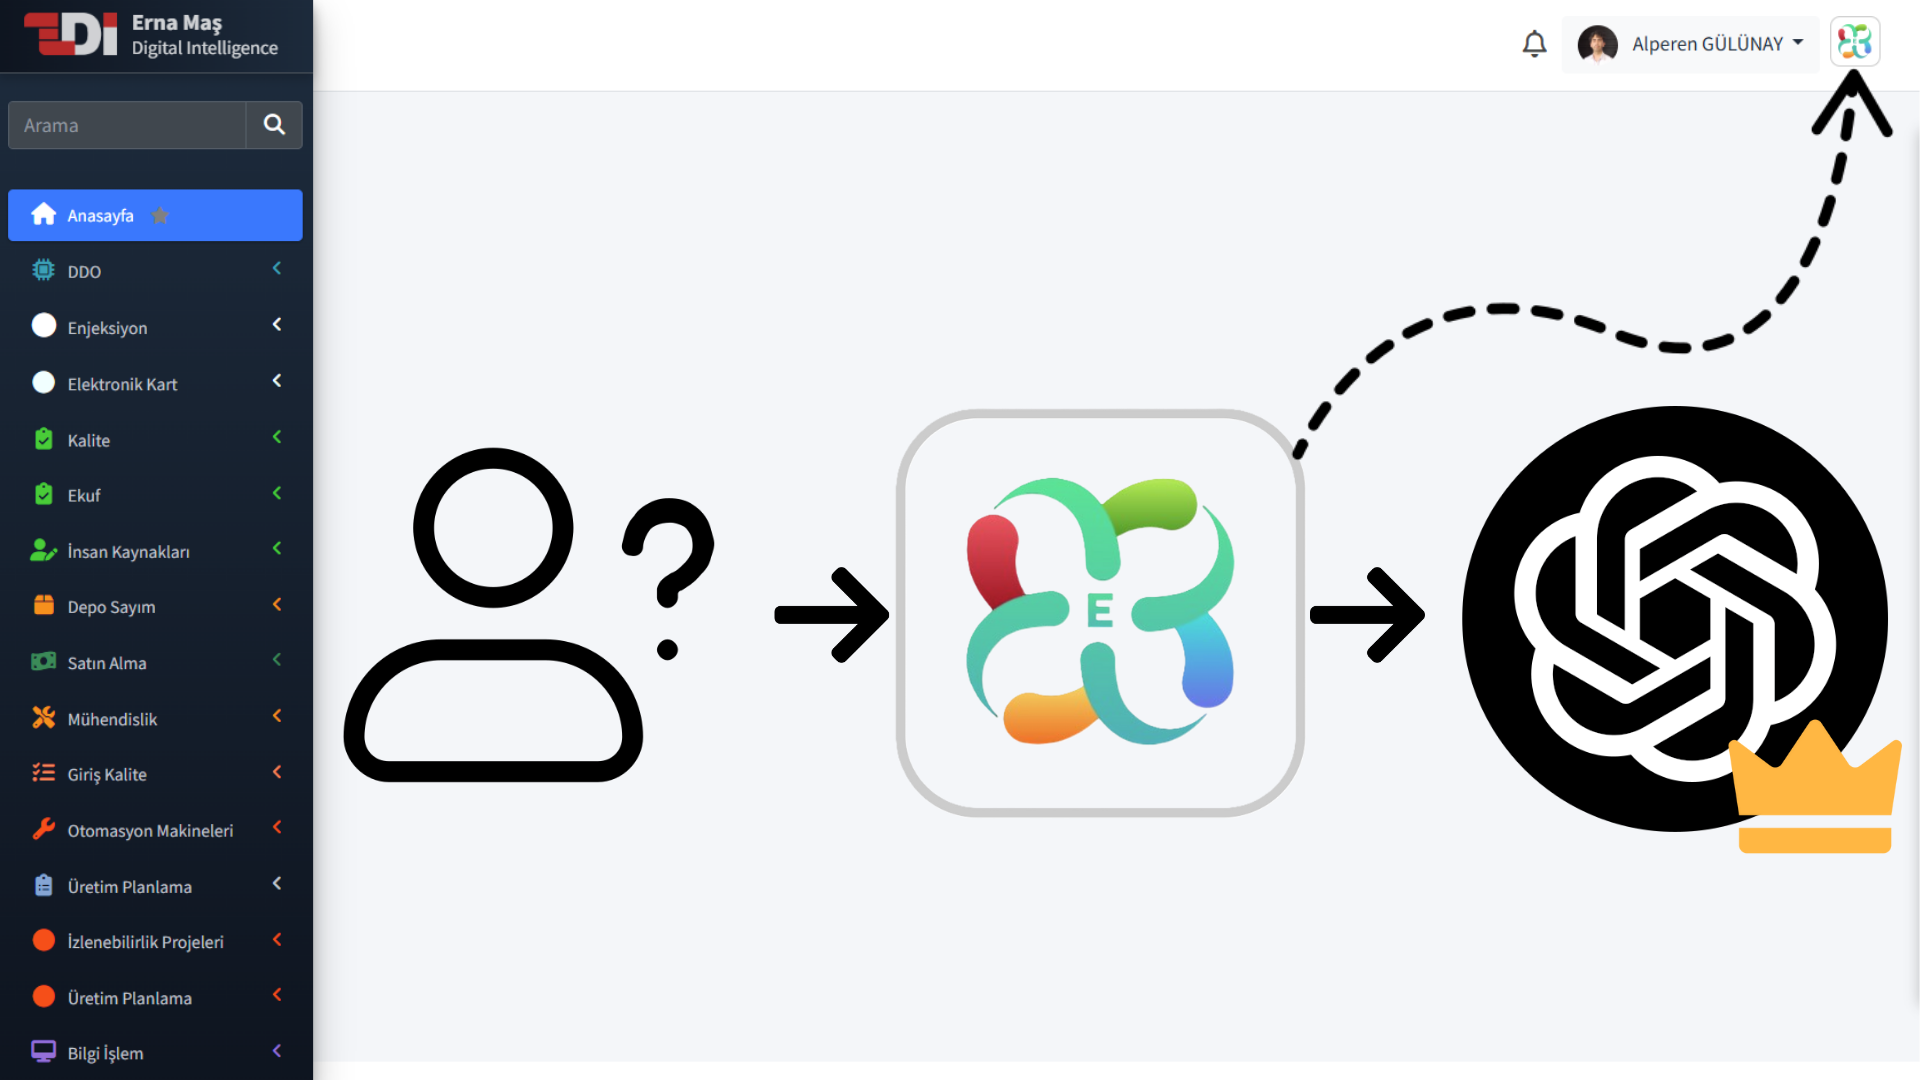 Erna Maş
Digital Intelligence
Alperen GÜLÜNAY
Arama
Anasayfa
DDO
Enjeksiyon
Elektronik Kart
Kalite
Ekuf
İnsan Kaynakları
Depo Sayım
Satın Alma
Mühendislik
Giriş Kalite
Otomasyon Makineleri
Üretim Planlama
İzlenebilirlik Projeleri
Üretim Planlama
Bilgi İşlem
?
E